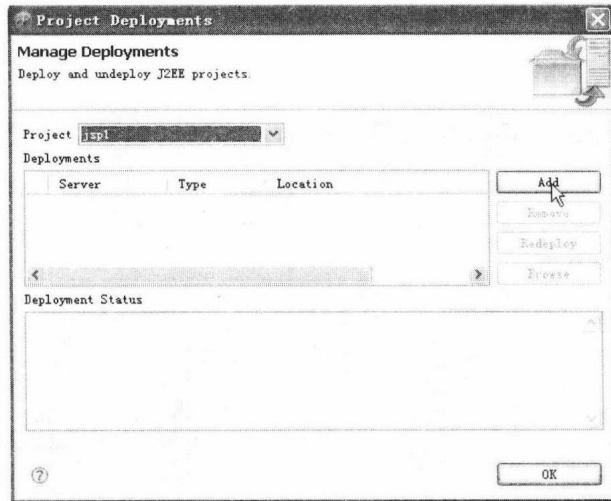 Project Deployments
Manage Deployments
Deploy and undeploy J2EE projects.
Project jsp1
Deployments
Server Type Location
Add
Remove
Redeploy
Browse
Deployment Status
OK